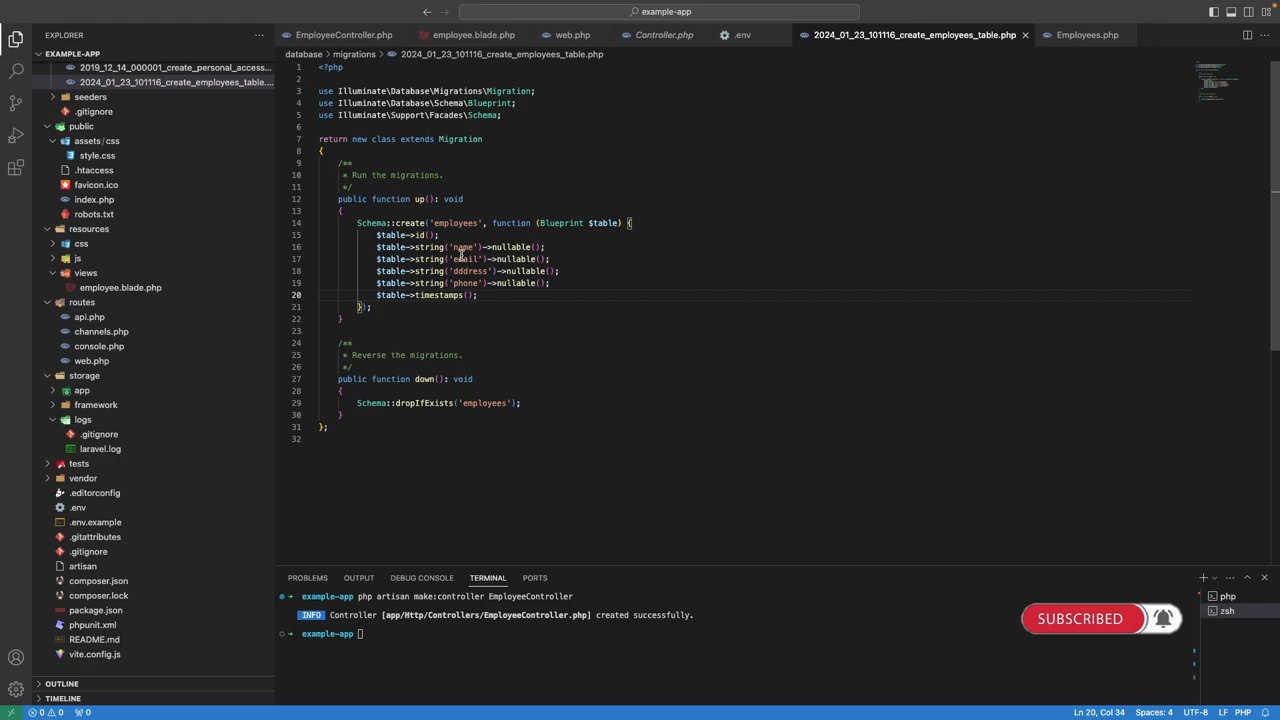 example-app
EXPLORER
EmployeeController.php
employee.blade.php
web.php
Controller.php
.env
2024_01_23_101116_create_employees_table.php
Employees.php
EXAMPLE-APP
2019_12_14_000001_create_personal_access...
2024_01_23_101116_create_employees_table....
seeders
.gitignore
public
assets/css
style.css
.htaccess
favicon.ico
index.php
robots.txt
resources
css
js
views
employee.blade.php
routes
api.php
channels.php
console.php
web.php
storage
app
framework
logs
.gitignore
laravel.log
tests
vendor
.editorconfig
.env
.env.example
.gitattributes
.gitignore
artisan
composer.json
composer.lock
package.json
phpunit.xml
README.md
vite.config.js
OUTLINE
TIMELINE
database > migrations > 2024_01_23_101116_create_employees_table.php
1 <?php
2
3 use Illuminate\Database\Migrations\Migration;
4 use Illuminate\Database\Schema\Blueprint;
5 use Illuminate\Support\Facades\Schema;
6
7 return new class extends Migration
8 {
9 /**
10 * Run the migrations.
11 */
12 public function up(): void
13 {
14 Schema::create('employees', function (Blueprint $table) {
15 $table->id();
16 $table->string('name')->nullable();
17 $table->string('email')->nullable();
18 $table->string('dddress')->nullable();
19 $table->string('phone')->nullable();
20 $table->timestamps();
21 });
22 }
23
24 /**
25 * Reverse the migrations.
26 */
27 public function down(): void
28 {
29 Schema::dropIfExists('employees');
30 }
31 };
32
PROBLEMS OUTPUT DEBUG CONSOLE TERMINAL PORTS
example-app php artisan make:controller EmployeeController
INFO Controller [app/Http/Controllers/EmployeeController.php] created successfully.
example-app
php
zsh
SUBSCRIBED
0 0 0
Ln 20, Col 34 Spaces: 4 UTF-8 LF PHP